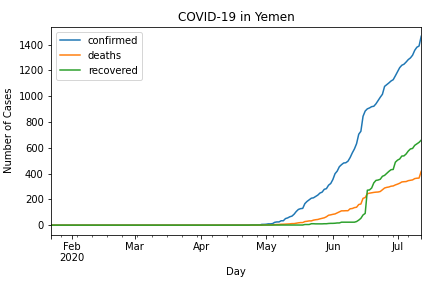 COVID-19 in Yemen
confirmed
deaths
recovered
Number of Cases
1400
1200
1000
800
600
400
200
0
Feb Mar Apr May Jun Jul
2020
Day